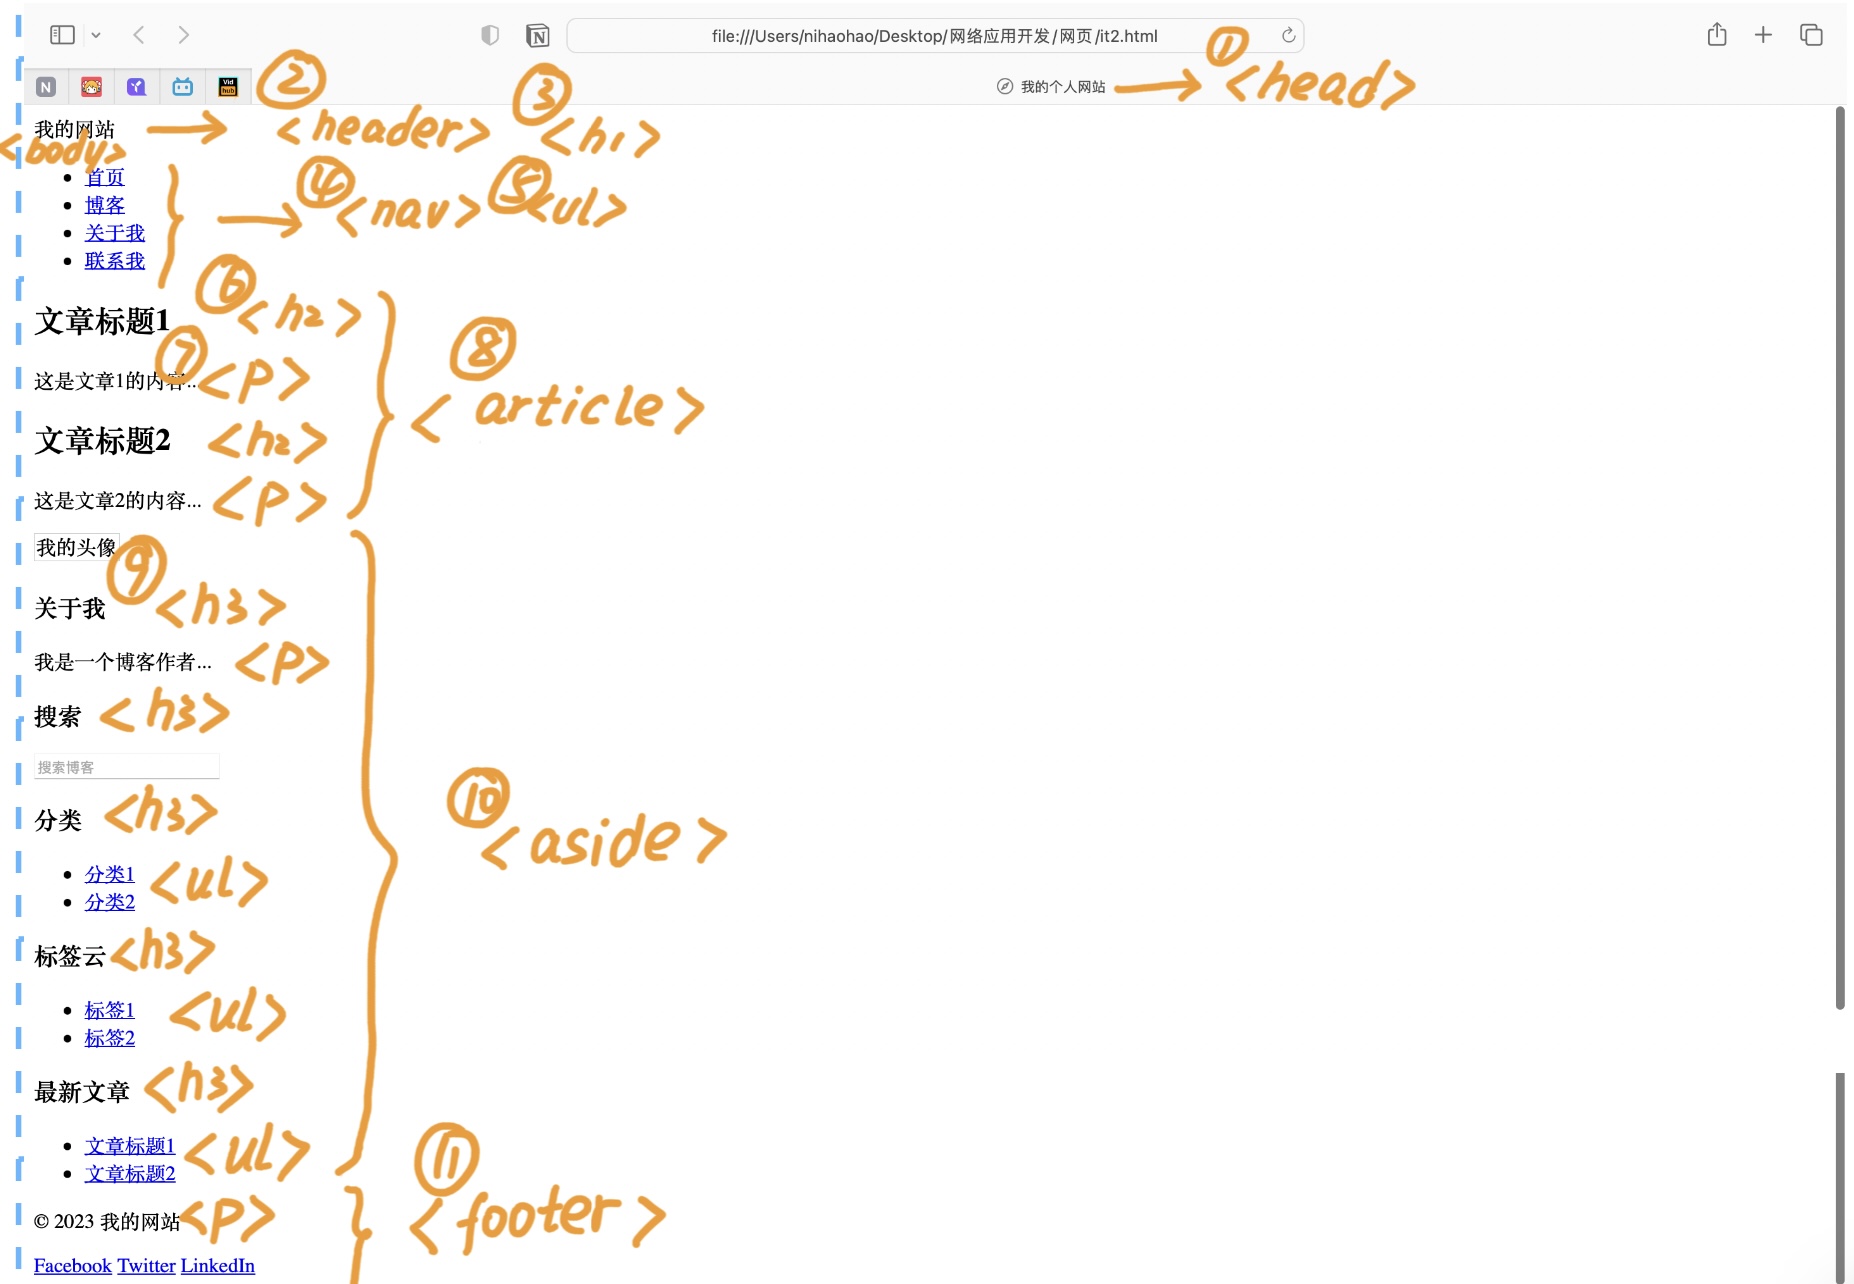 file:///Users/nihaohao/Desktop/网络应用开发/网页/it2.html
N
Vid hub
②
③
我的个人网站
① <head>
我的网站
<header>
<h1>
<body>
首页
④ <nav>
⑤ <ul>
博客
关于我
联系我
⑥ <h2>
文章标题1
⑦ <p>
⑧ <article>
这是文章1的内容...
文章标题2 <h2>
这是文章2的内容... <p>
我的头像
⑨ <h3>
关于我
我是一个博客作者... <p>
搜索 <h3>
搜索博客
分类 <h3>
⑩ <aside>
分类1 <ul>
分类2
标签云 <h3>
标签1 <ul>
标签2
最新文章 <h3>
文章标题1 <ul>
文章标题2
⑪ <footer>
© 2023 我的网站 <p>
Facebook Twitter LinkedIn